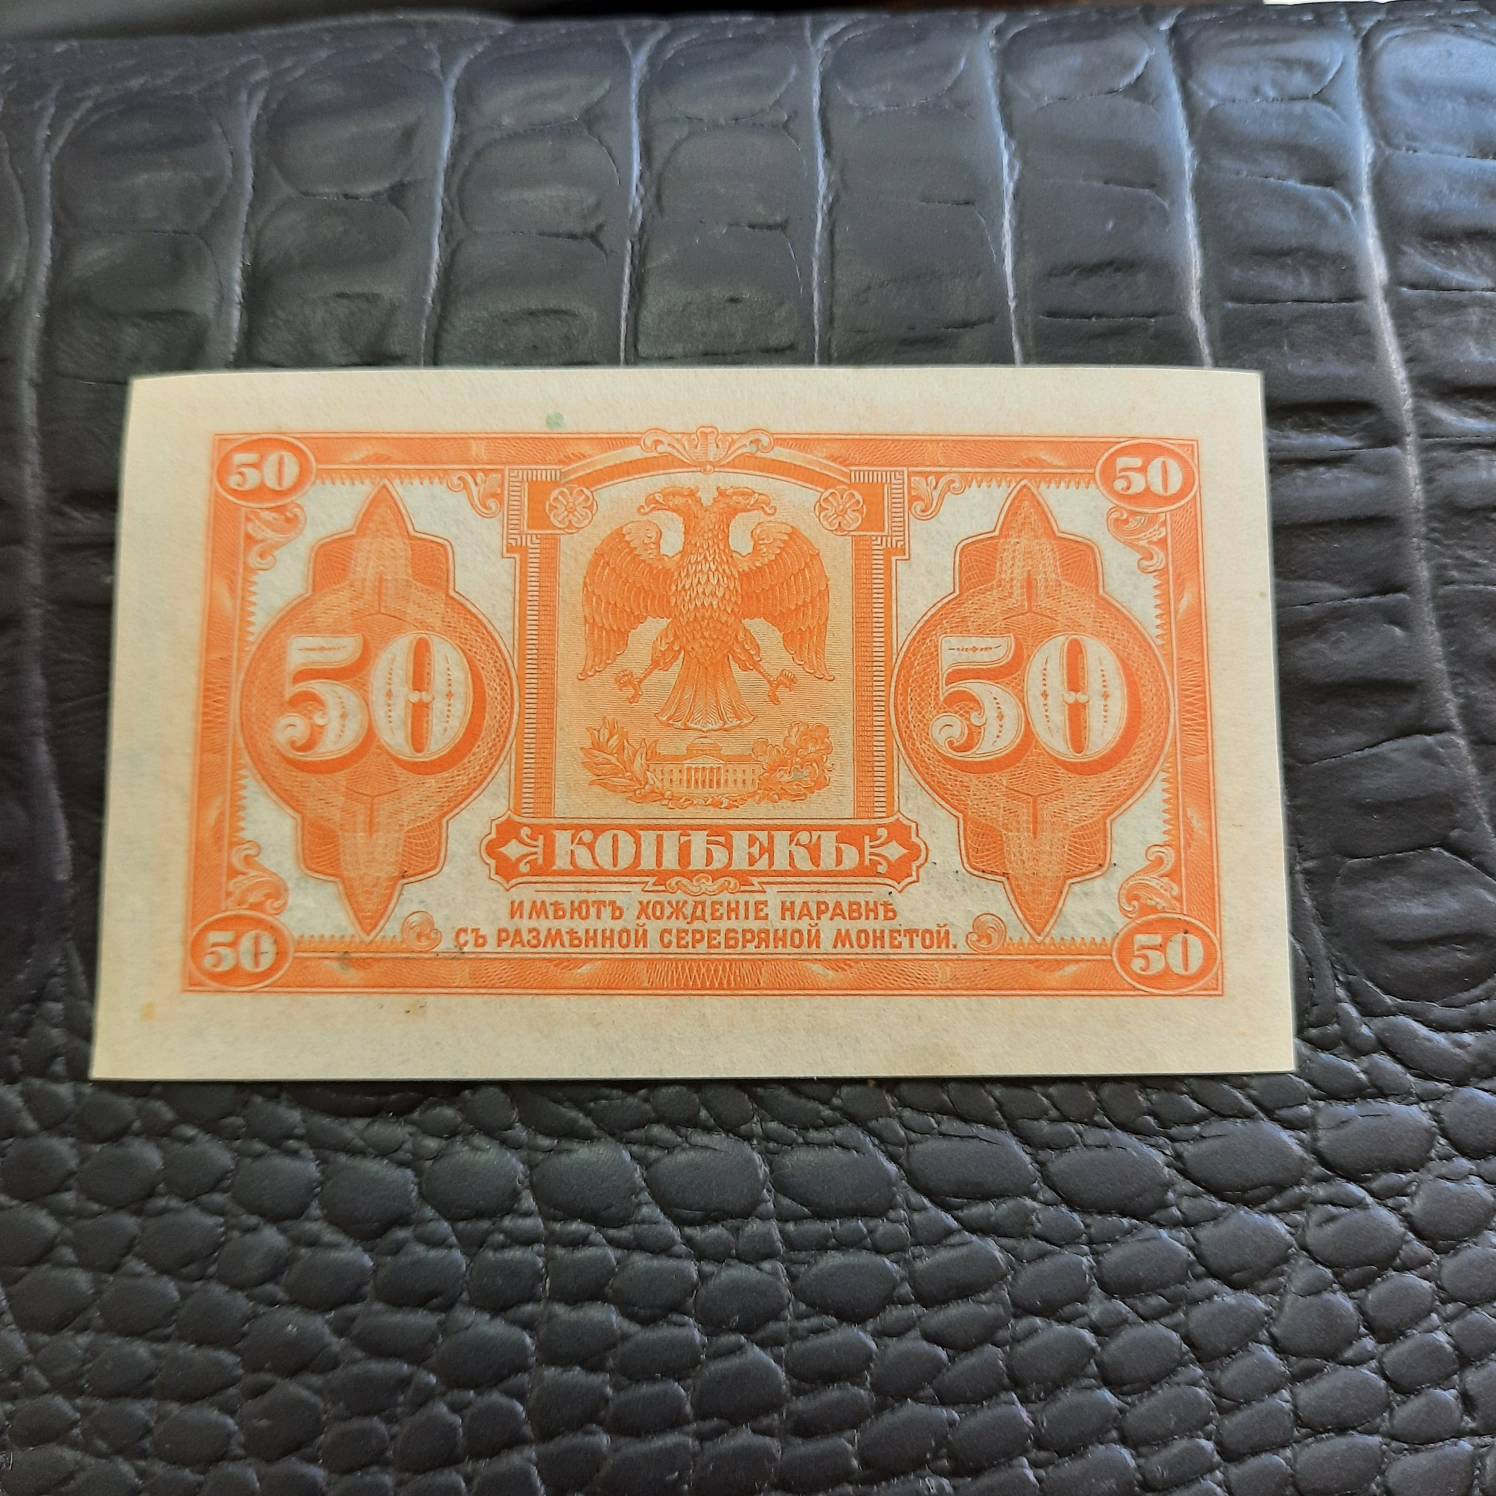 50 50
50 50
КОПѢЕКЪ
ИМѢЮТЪ ХОЖДЕНІЕ НАРАВНѢ
СЪ РАЗМѢННОЙ СЕРЕБРЯНОЙ МОНЕТОЙ.
50 50